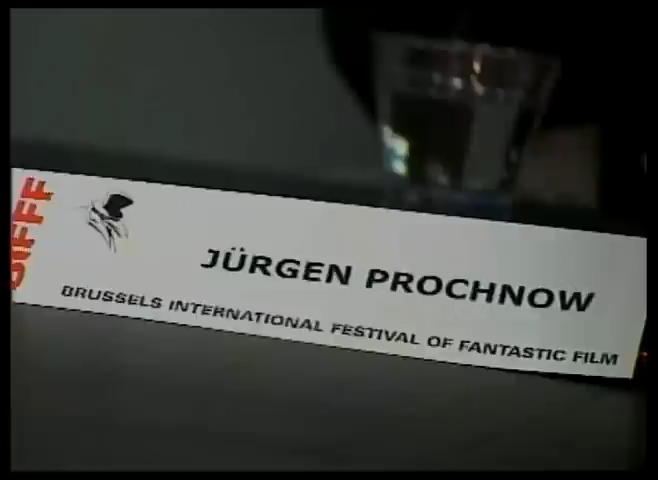 BIFFF
JÜRGEN PROCHNOW
BRUSSELS INTERNATIONAL FESTIVAL OF FANTASTIC FILM